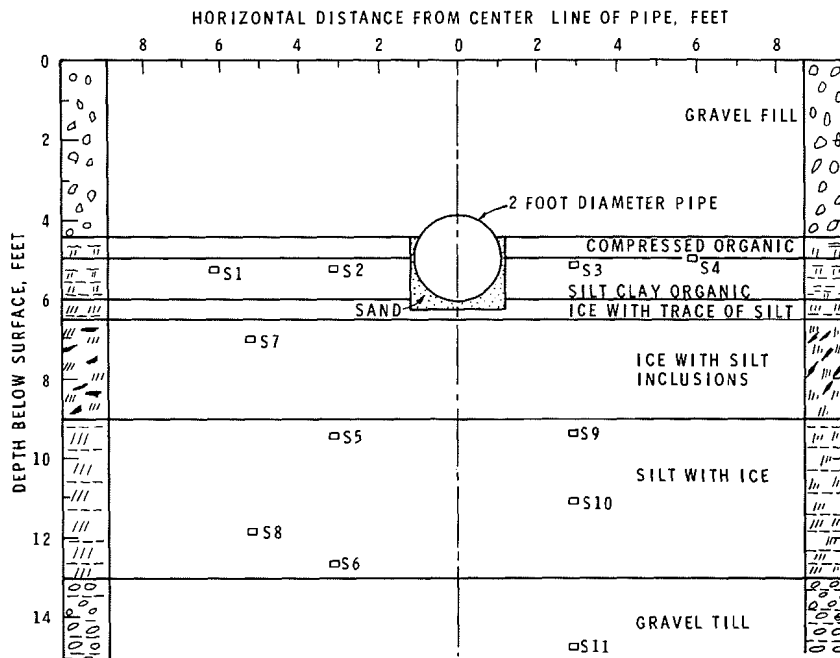 HORIZONTAL DISTANCE FROM CENTER LINE OF PIPE, FEET
8 6 4 2 0 2 4 6 8
DEPTH BELOW SURFACE, FEET
0
2
4
6
8
10
12
14
GRAVEL FILL
2 FOOT DIAMETER PIPE
COMPRESSED ORGANIC
S1
S2
S3
S4
SILT CLAY ORGANIC
SAND
ICE WITH TRACE OF SILT
S7
ICE WITH SILT
INCLUSIONS
S5
S9
SILT WITH ICE
S10
S8
S6
GRAVEL TILL
S11